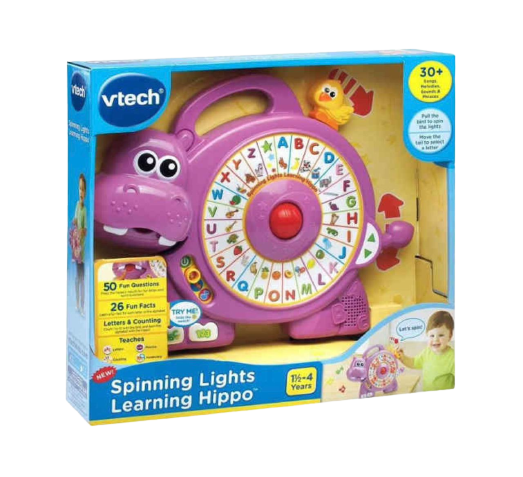 vtech
Spinning Lights
Learning Hippo
vtech
30+
Songs,
Melodies,
Sounds &
Phrases
Pull the
bird to spin
the lights
Move the
tail to select
a letter
A B C D E F G H I J K L M N O P Q R S T U V W X Y Z
50 Fun Questions
26 Fun Facts
Letters & Counting
Teaches
TRY ME!
Let's spin!
NEW!
Spinning Lights
Learning Hippo™
1½-4
Years